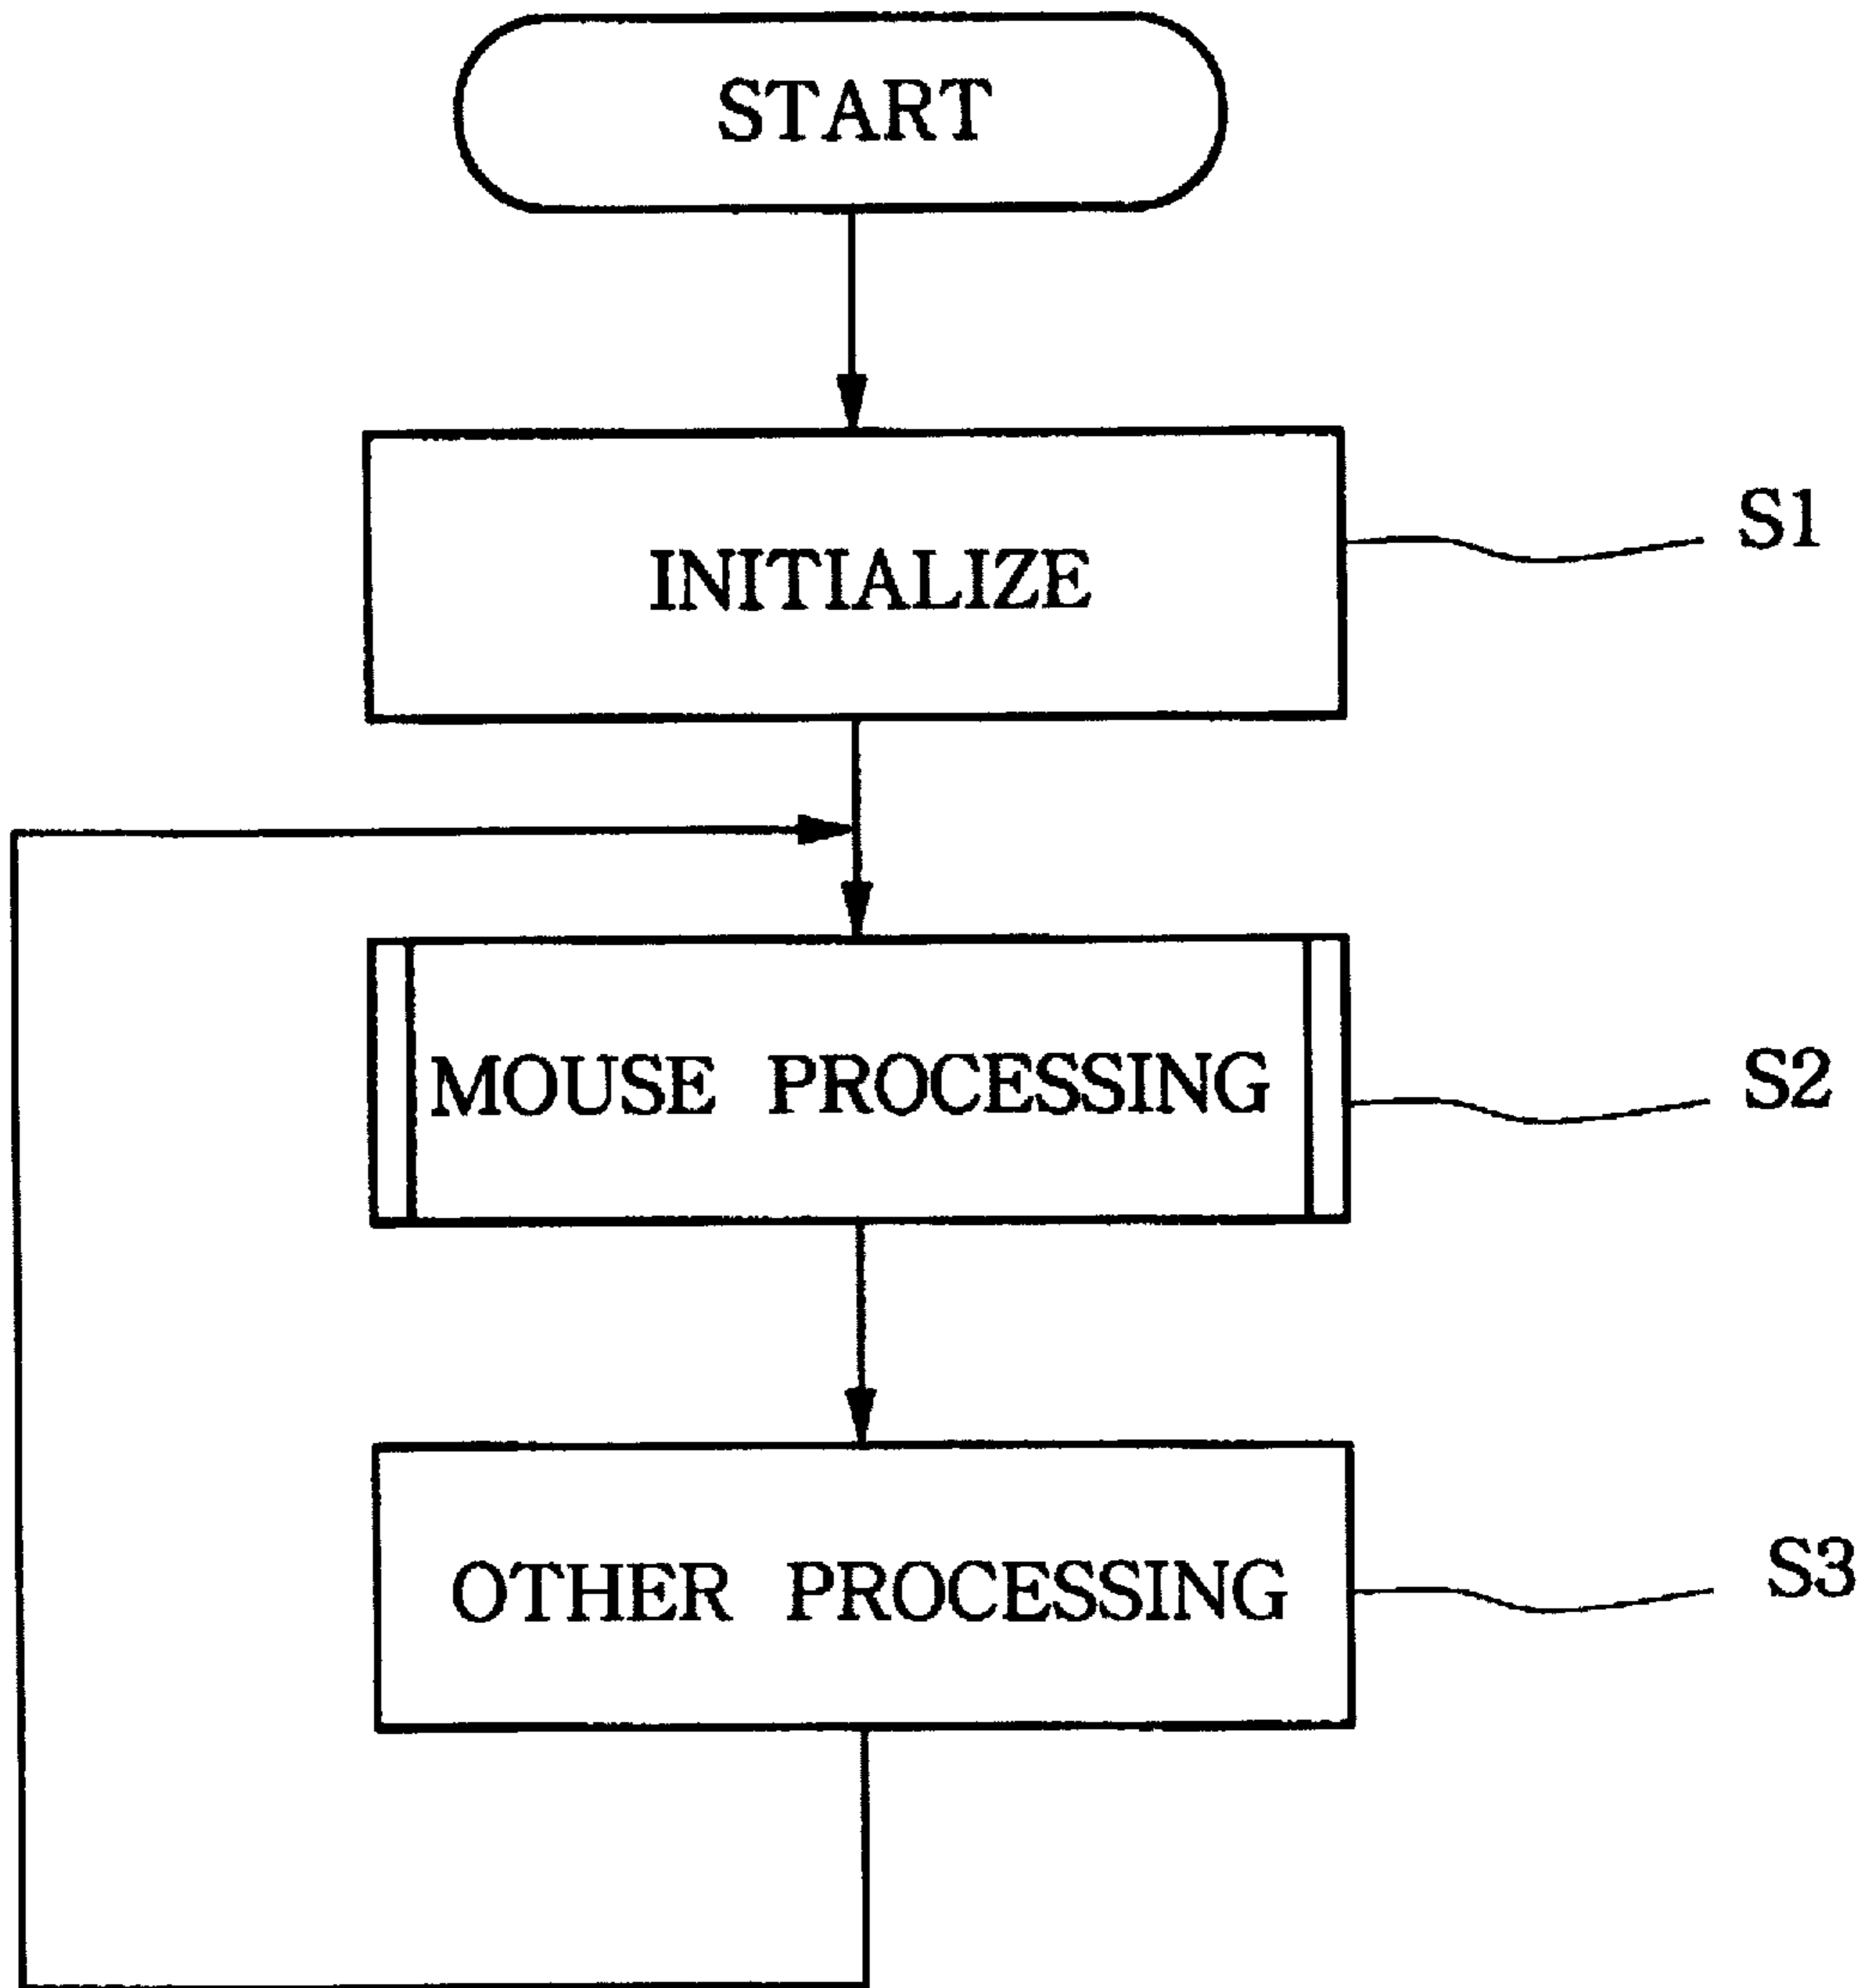 START
INITIALIZE
S1
MOUSE PROCESSING
S2
OTHER PROCESSING
S3